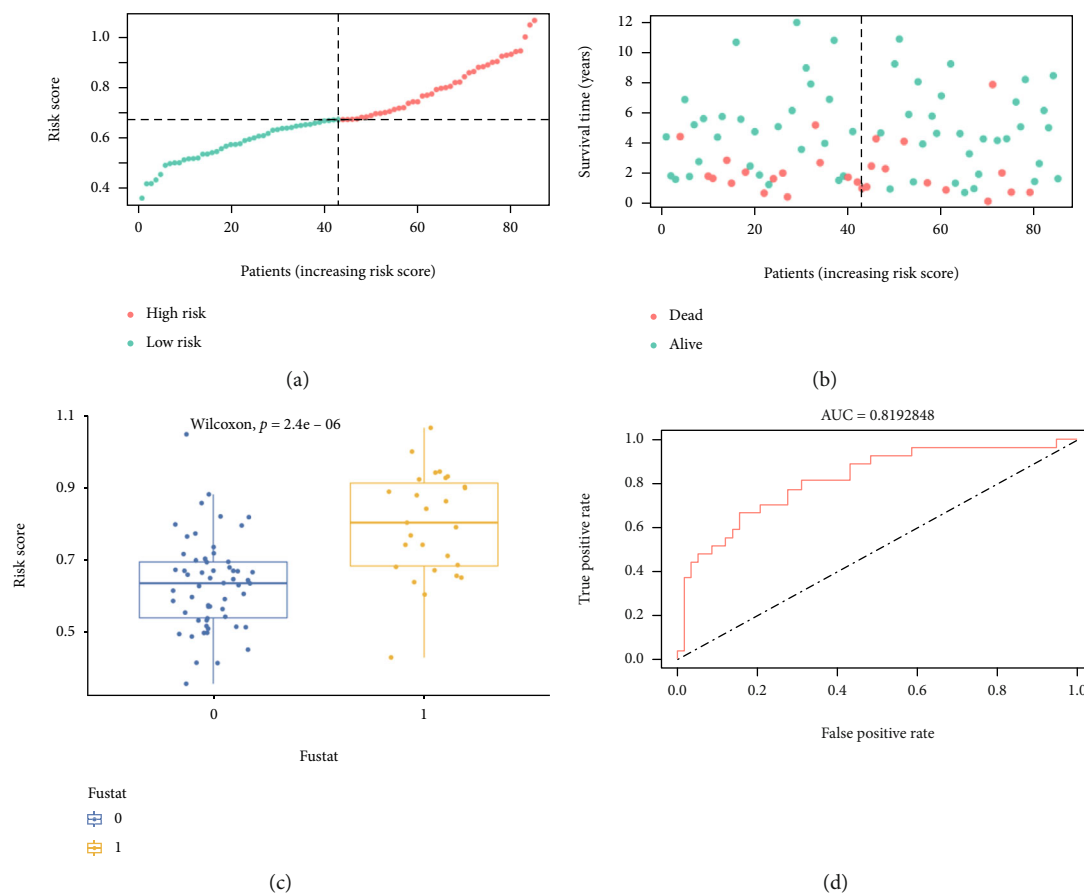 1.0
0.8
0.6
0.4
Risk score
0 20 40 60 80
Patients (increasing risk score)
High risk
Low risk
(a)
12
10
8
6
4
2
0
Survival time (years)
0 20 40 60 80
Patients (increasing risk score)
Dead
Alive
(b)
Wilcoxon, p = 2.4e – 06
1.1
0.9
0.7
0.5
Risk score
0 1
Fustat
Fustat
0
1
(c)
AUC = 0.8192848
1.0
0.8
0.6
0.4
0.2
0.0
True positive rate
0.0 0.2 0.4 0.6 0.8 1.0
False positive rate
(d)